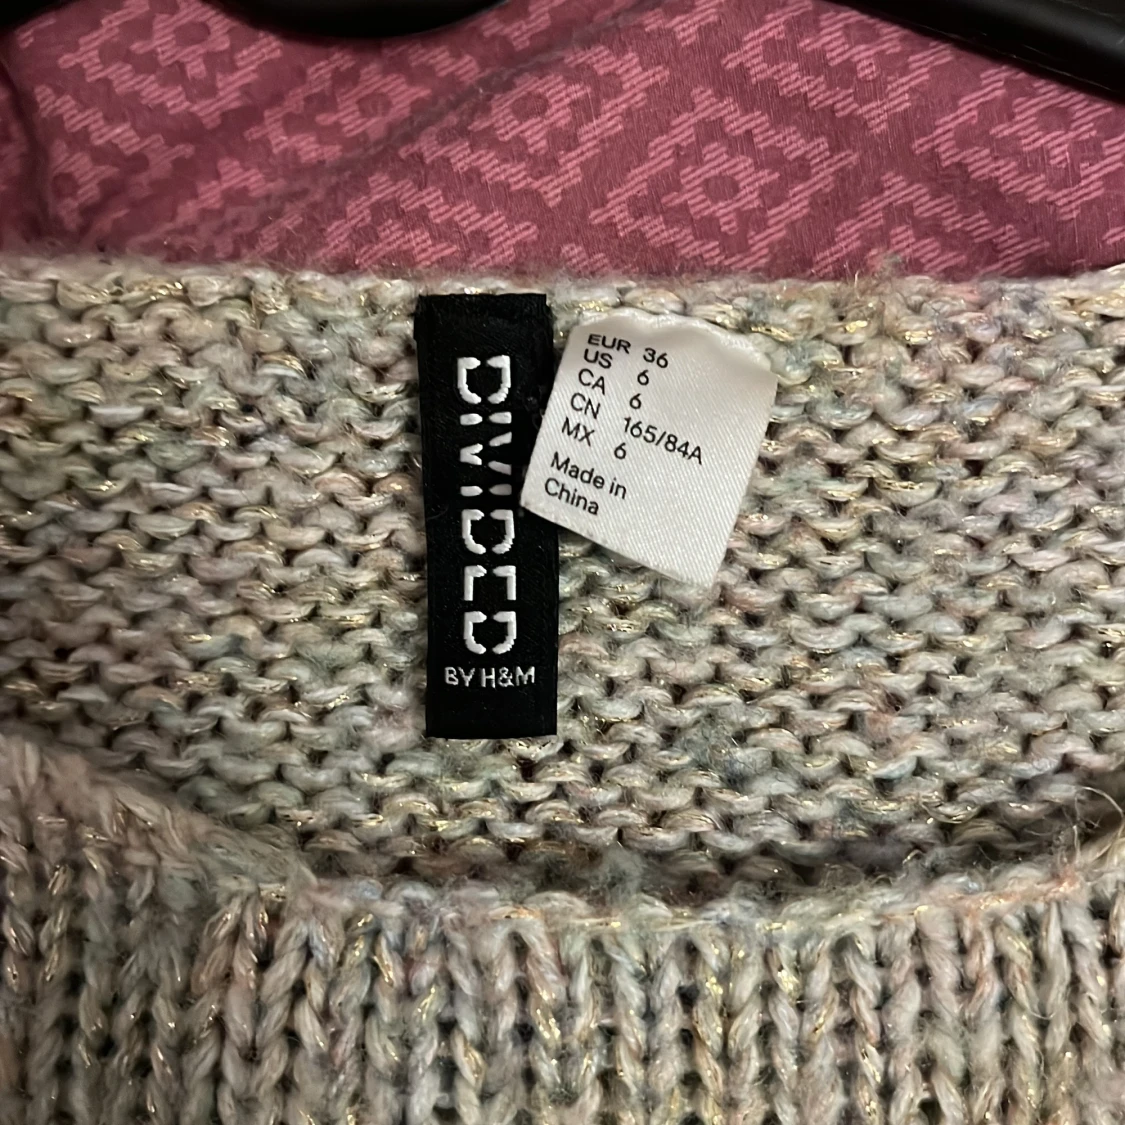 DIVIDED
BY H&M
EUR 36
US 6
CA 6
CN 165/84A
MX 6
Made in
China